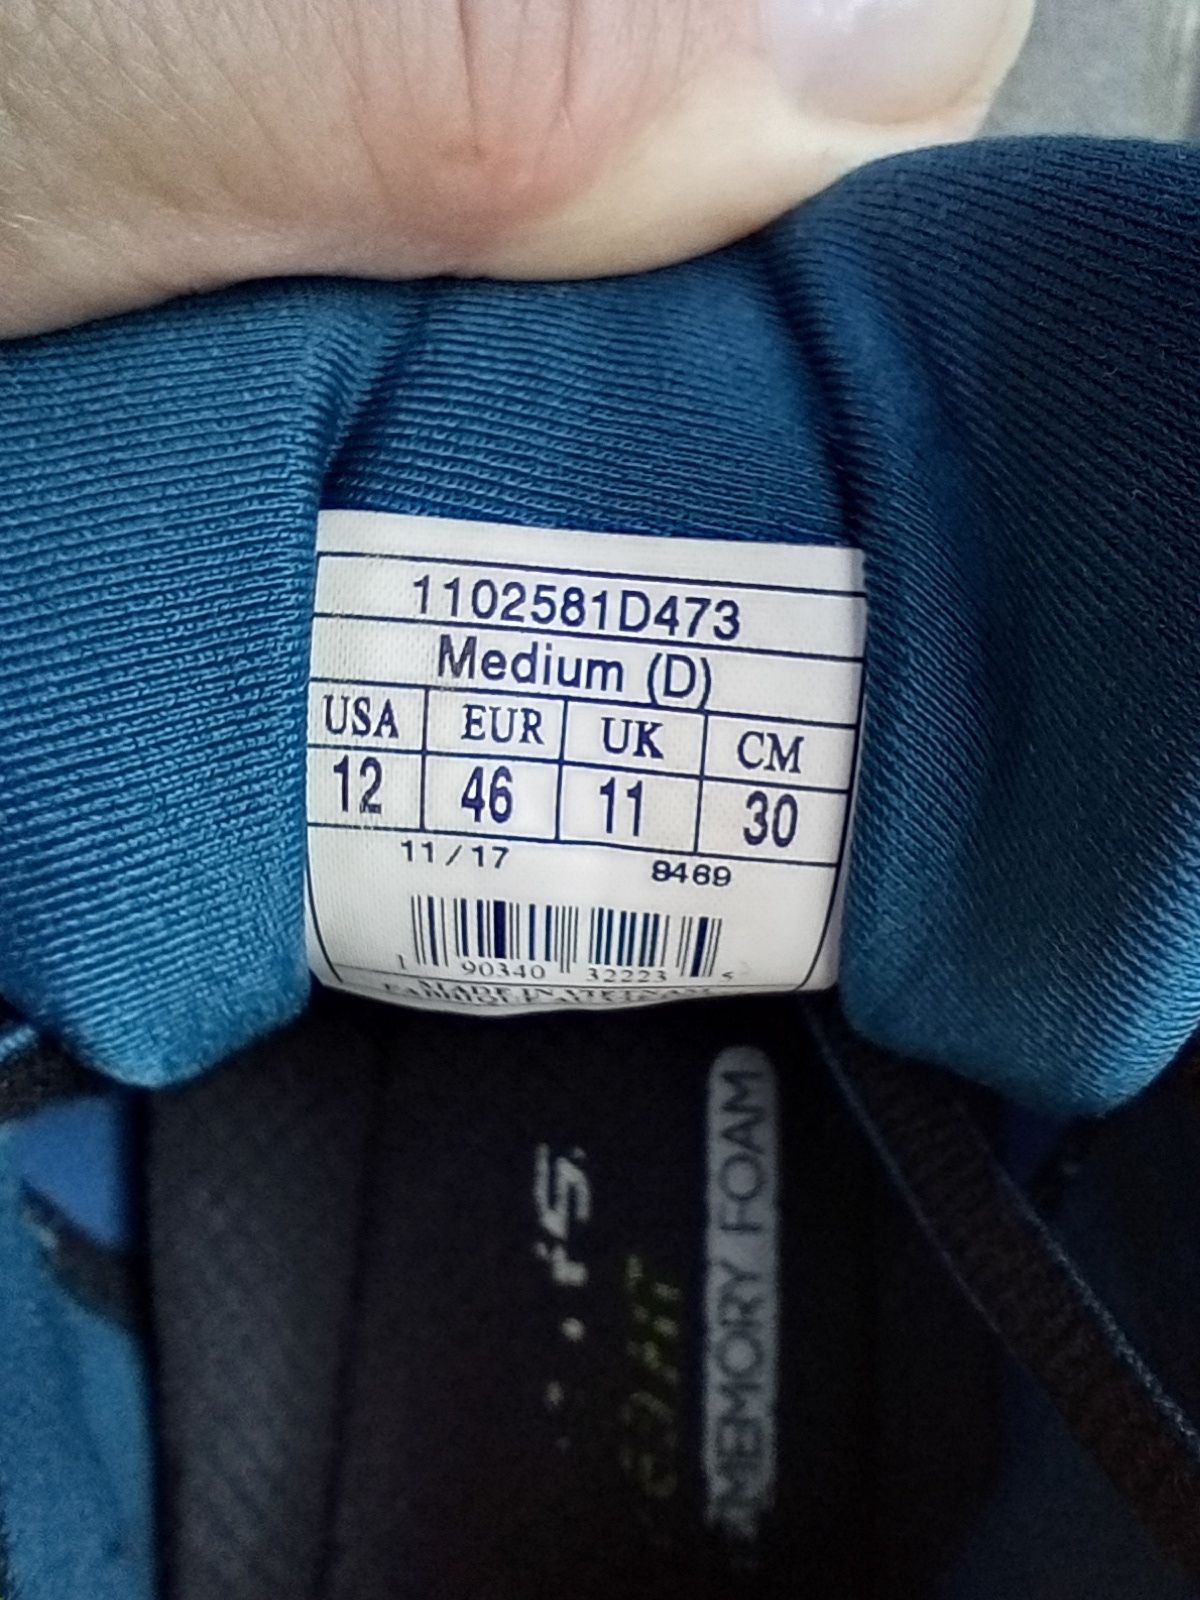 1102581D473
Medium (D)
USA EUR UK CM
12 46 11 30
11/17 8469
1 90340 32223 5
MADE IN VIETNAM
MEMORY FOAM